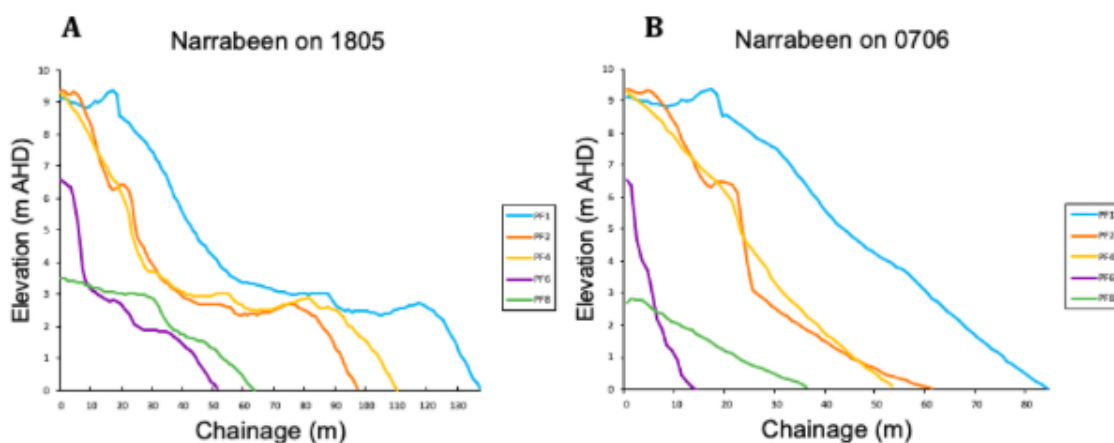 A
Narrabeen on 1805
Elevation (m AHD)
10
9
8
7
6
5
4
3
2
1
0
0 10 20 30 40 50 60 70 80 90 100 110 120 130
Chainage (m)
PF1
PF2
PF4
PF6
PF8
B
Narrabeen on 0706
Elevation (m AHD)
10
9
8
7
6
5
4
3
2
1
0
0 10 20 30 40 50 60 70 80
Chainage (m)
PF1
PF2
PF4
PF6
PF8